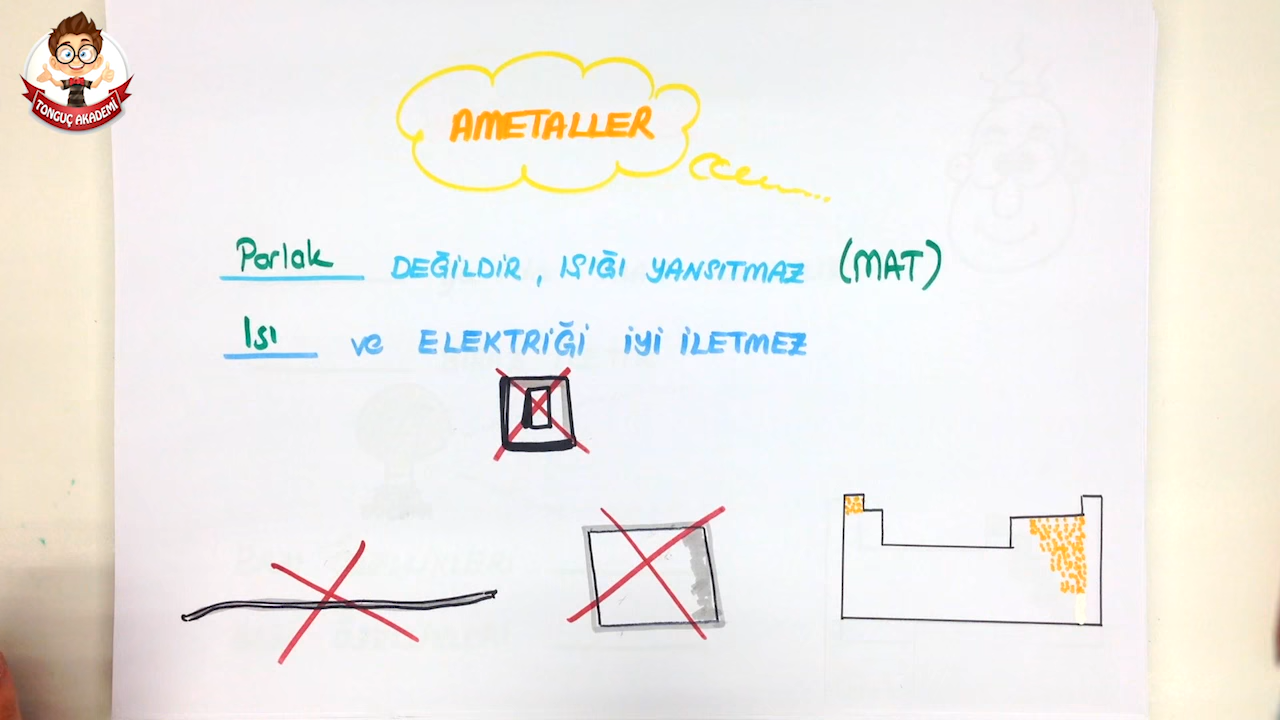 TONGUÇ AKADEMİ
AMETALLER
Parlak DEĞİLDİR, IŞIĞI YANSITMAZ (MAT)
Isı ve ELEKTRİĞİ İYİ İLETMEZ